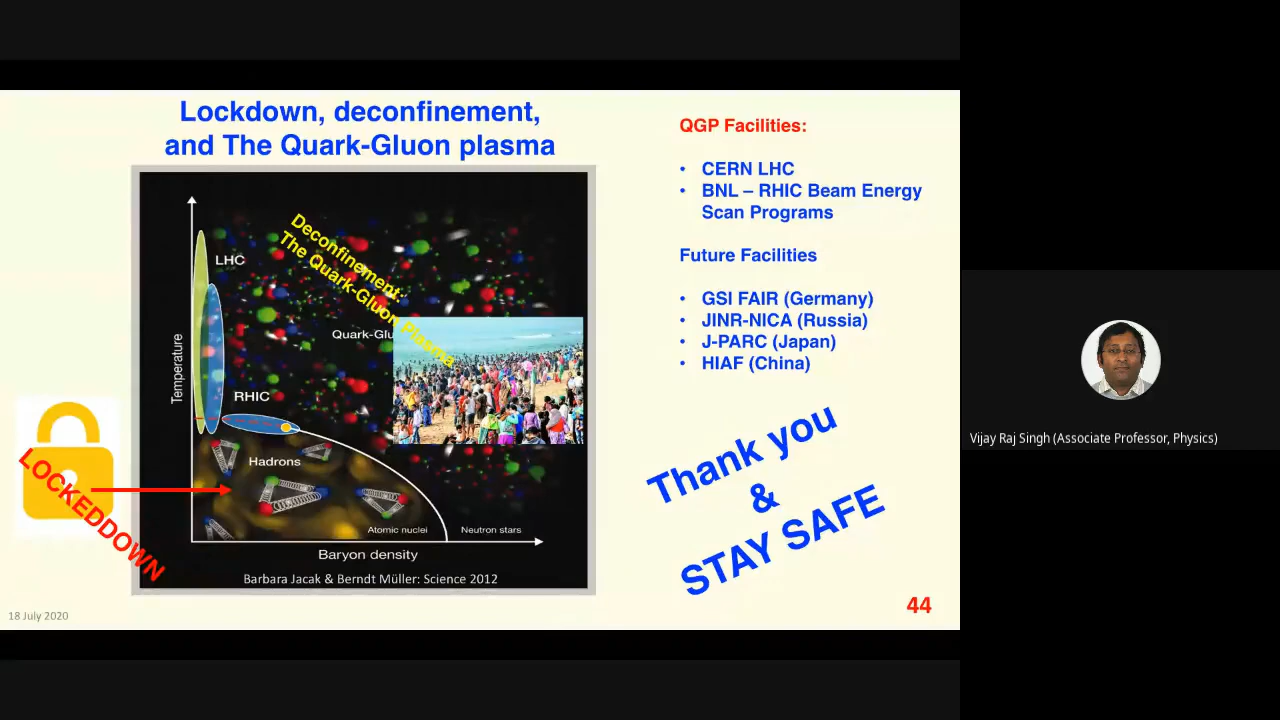 Lockdown, deconfinement,
and The Quark-Gluon plasma
Deconfinement:
The Quark-Gluon Plasma
LHC
Quark-Glu
Temperature
RHIC
Hadrons
Atomic nuclei
Neutron stars
Baryon density
Barbara Jacak & Berndt Müller: Science 2012
LOCKEDDOWN
18 July 2020
QGP Facilities:
• CERN LHC
• BNL – RHIC Beam Energy
Scan Programs
Future Facilities
• GSI FAIR (Germany)
• JINR-NICA (Russia)
• J-PARC (Japan)
• HIAF (China)
Thank you
&
STAY SAFE
44
Vijay Raj Singh (Associate Professor, Physics)